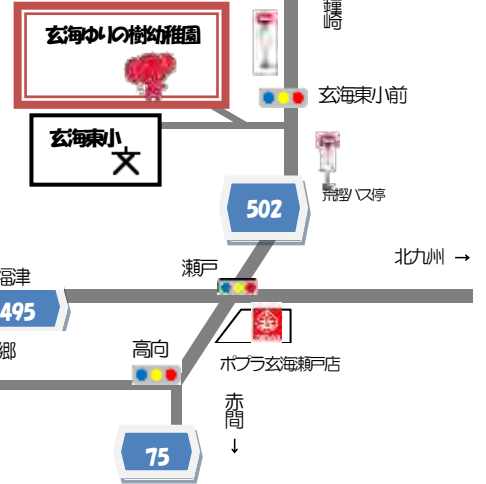 鐘崎
玄海ゆりの樹幼稚園
玄海東小前
玄海東小
文
荒樫バス停
502
北九州 →
瀬戸
福津
495
郷
高向
ポプラ玄海瀬戸店
赤間
↓
75